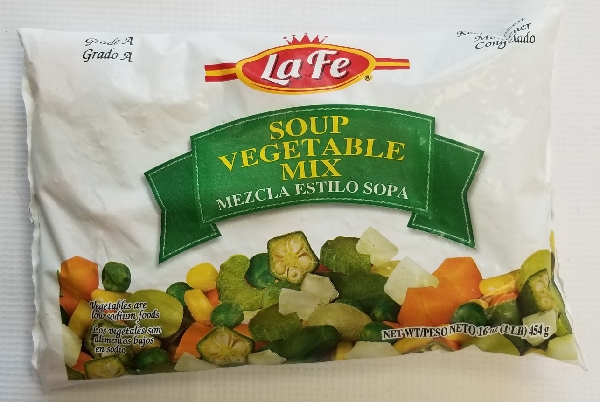 Grade A
Grado A
La Fe ®
SOUP
VEGETABLE
MIX
MEZCLA ESTILO SOPA
Vegetables are
low sodium foods
Los vegetales son
alimentos bajos
en sodio
NET WT/PESO NETO 16 oz (1 LB) 454 g